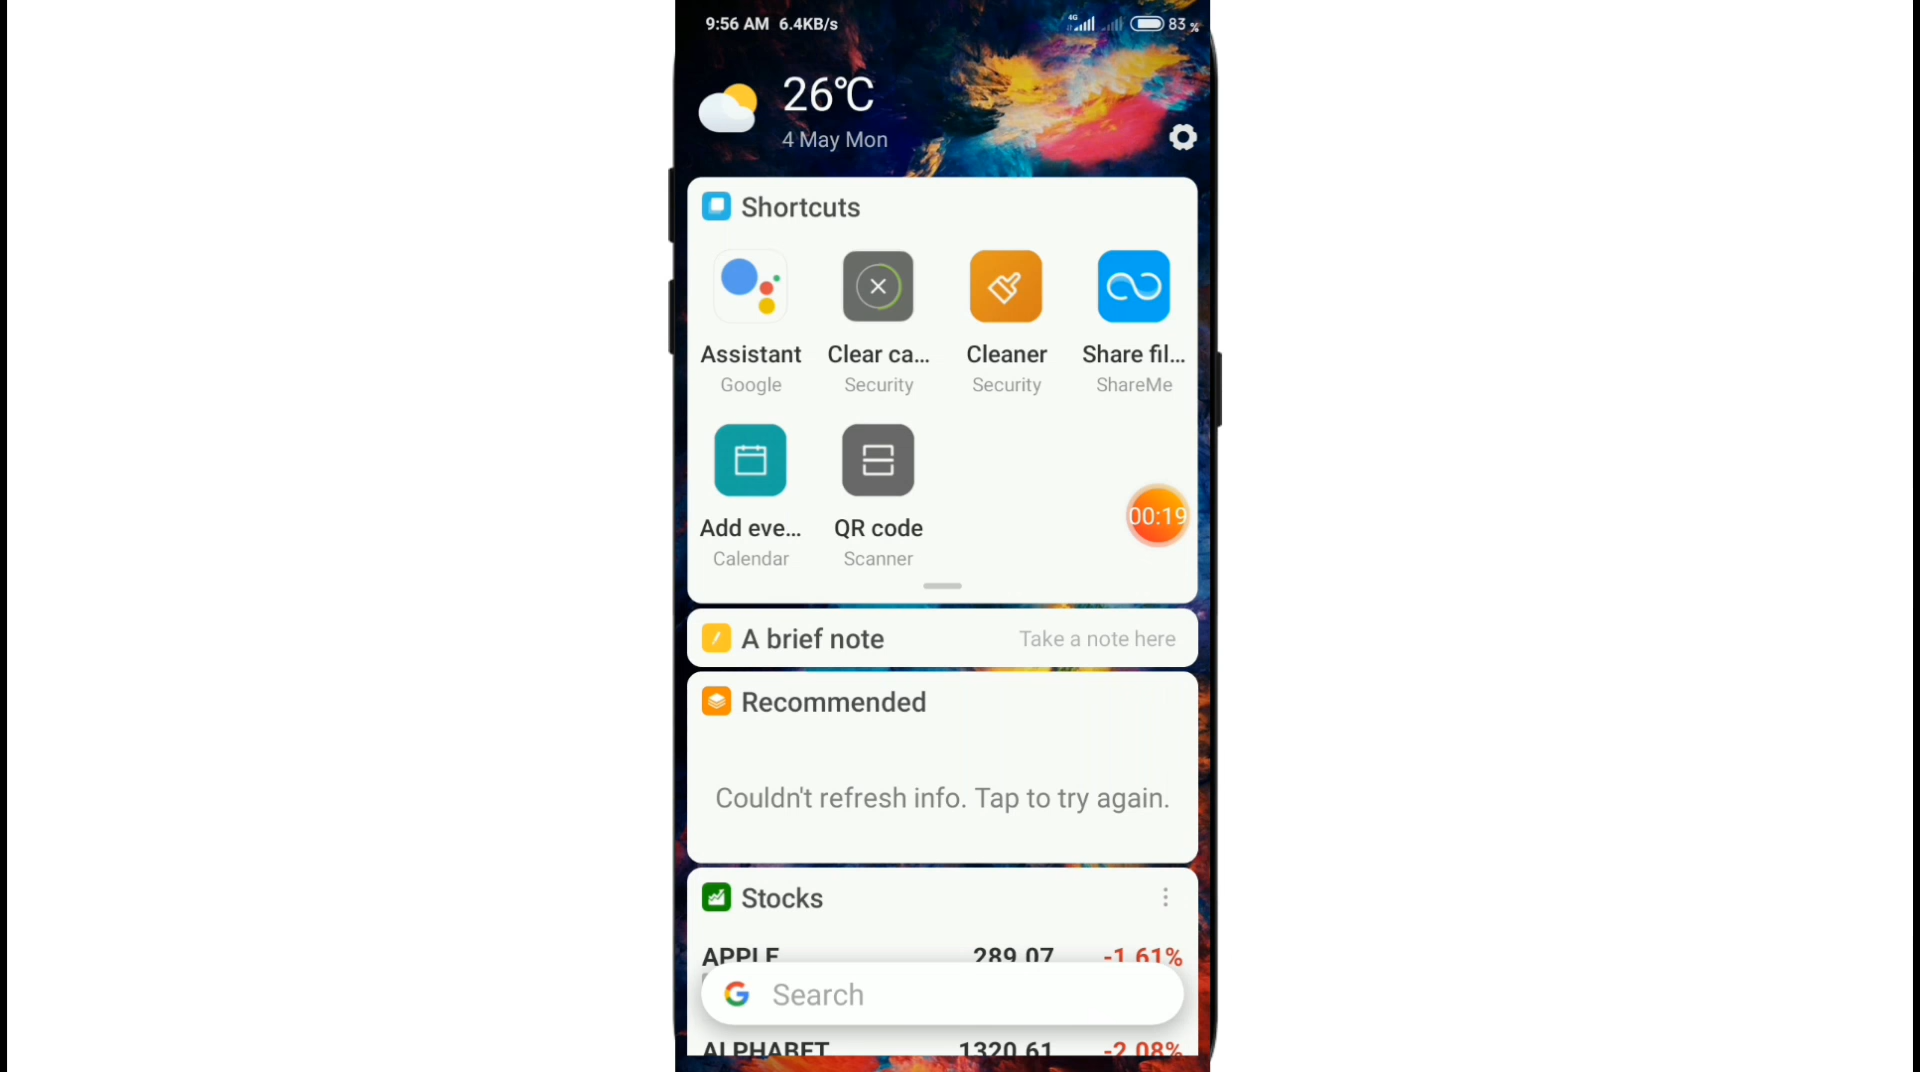 9:56 AM 6.4KB/s 4G 83 %
26℃
4 May Mon
Shortcuts
Assistant Clear ca... Cleaner Share fil...
Google Security Security ShareMe
00:19
Add eve... QR code
Calendar Scanner
A brief note Take a note here
Recommended
Couldn't refresh info. Tap to try again.
Stocks
APPLE 289.07 -1.61%
Search
ALPHABET 1320.61 -2.08%